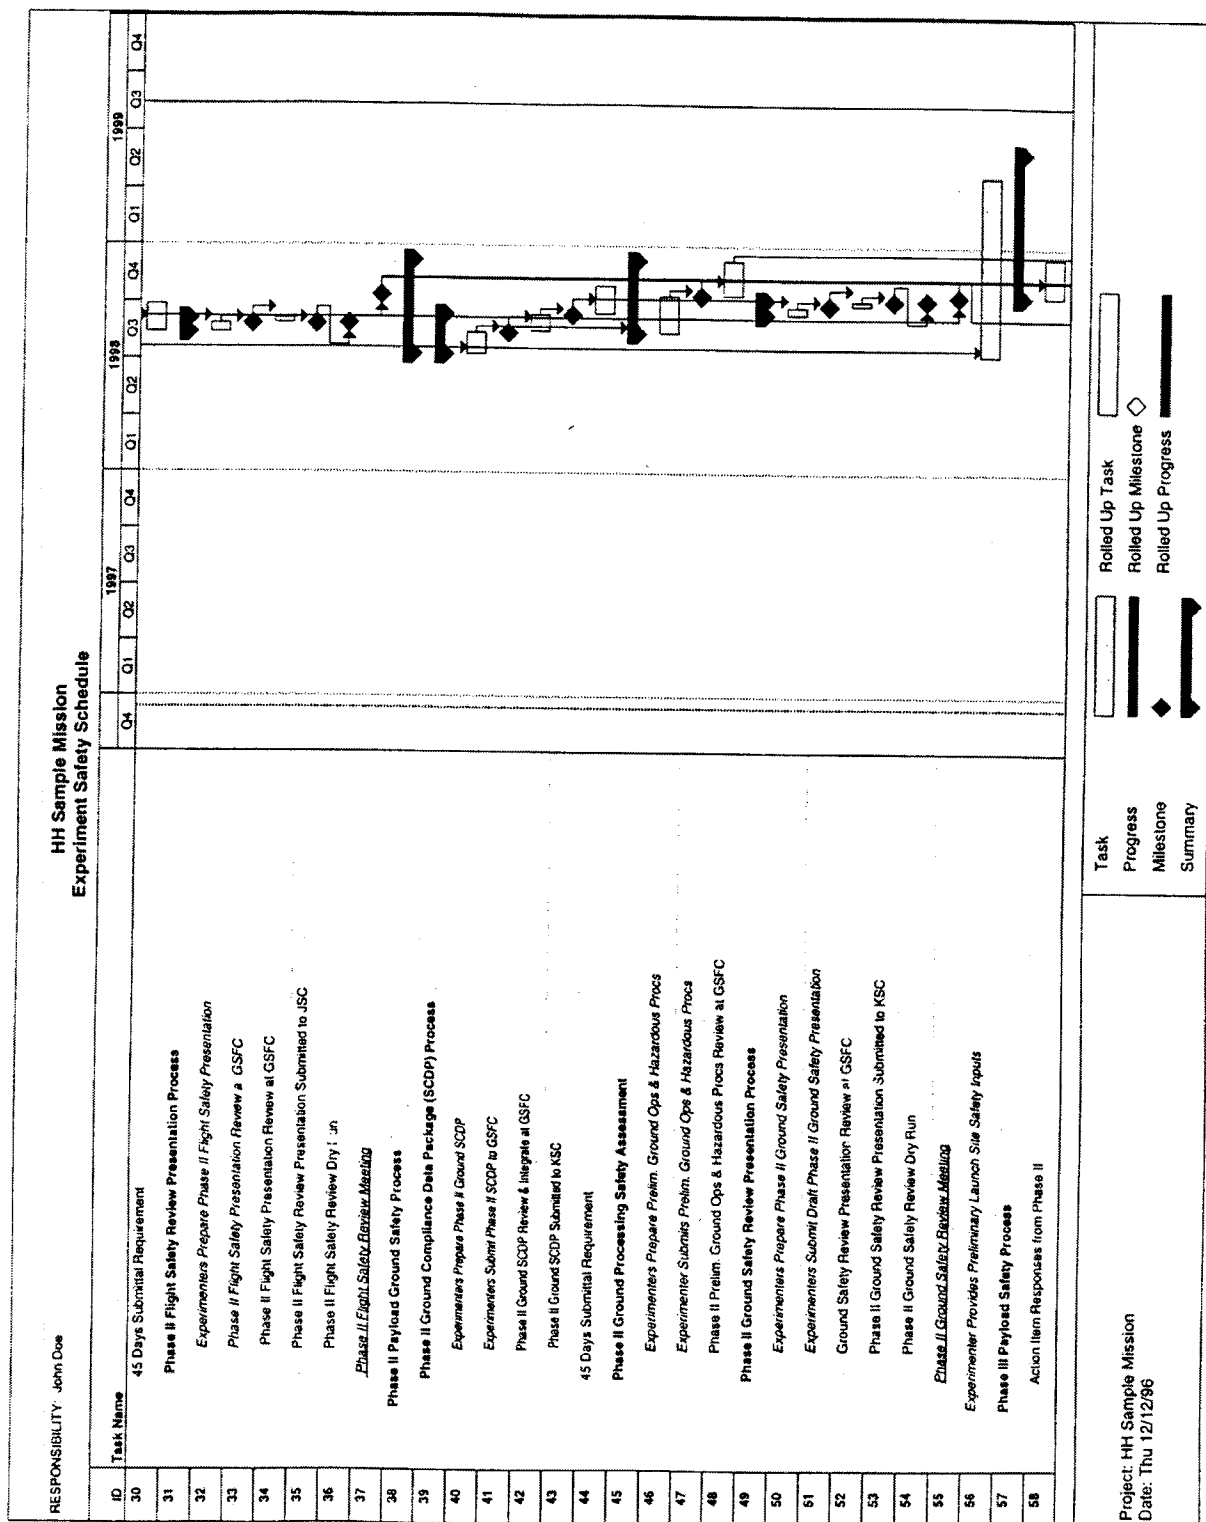 HH Sample Mission
Experiment Safety Schedule
RESPONSIBILITY: John Doe
1997 1998 1999
ID Task Name Q4 Q1 Q2 Q3 Q4 Q1 Q2 Q3 Q4 Q1 Q2 Q3 Q4
30 45 Days Submittal Requirement
31 Phase II Flight Safety Review Presentation Process
32 Experimenters Prepare Phase II Flight Safety Presentation
33 Phase II Flight Safety Presentation Review a GSFC
34 Phase II Flight Safety Presentation Review at GSFC
35 Phase II Flight Safety Review Presentation Submitted to JSC
36 Phase II Flight Safety Review Dry
37 Phase II Flight Safety Review Meeting
38 Phase II Payload Ground Safety Process
39 Phase II Ground Compliance Data Package (SCDP) Process
40 Experimenters Prepare Phase II Ground SCDP
41 Experimenters Submit Phase II SCDP to GSFC
42 Phase II Ground SCDP Review & Integrate at GSFC
43 Phase II Ground SCDP Submitted to KSC
44 45 Days Submittal Requirement
45 Phase II Ground Processing Safety Assessment
46 Experimenters Prepare Prelim. Ground Ops & Hazardous Procs
47 Experimenter Submits Prelim. Ground Ops & Hazardous Procs
48 Phase II Prelim. Ground Ops & Hazardous Procs Review at GSFC
49 Phase II Ground Safety Review Presentation Process
50 Experimenters Prepare Phase II Ground Safety Presentation
51 Experimenters Submit Draft Phase II Ground Safety Presentation
52 Ground Safety Review Presentation Review at GSFC
53 Phase II Ground Safety Review Presentation Submitted to KSC
54 Phase II Ground Safety Review Dry Run
55 Phase II Ground Safety Review Meeting
56 Experimenter Provides Preliminary Launch Site Safety Inputs
57 Phase III Payload Safety Process
58 Action Item Responses from Phase II
Project: HH Sample Mission
Date: Thu 12/12/96
Task
Progress
Milestone
Summary
Rolled Up Task
Rolled Up Milestone
Rolled Up Progress